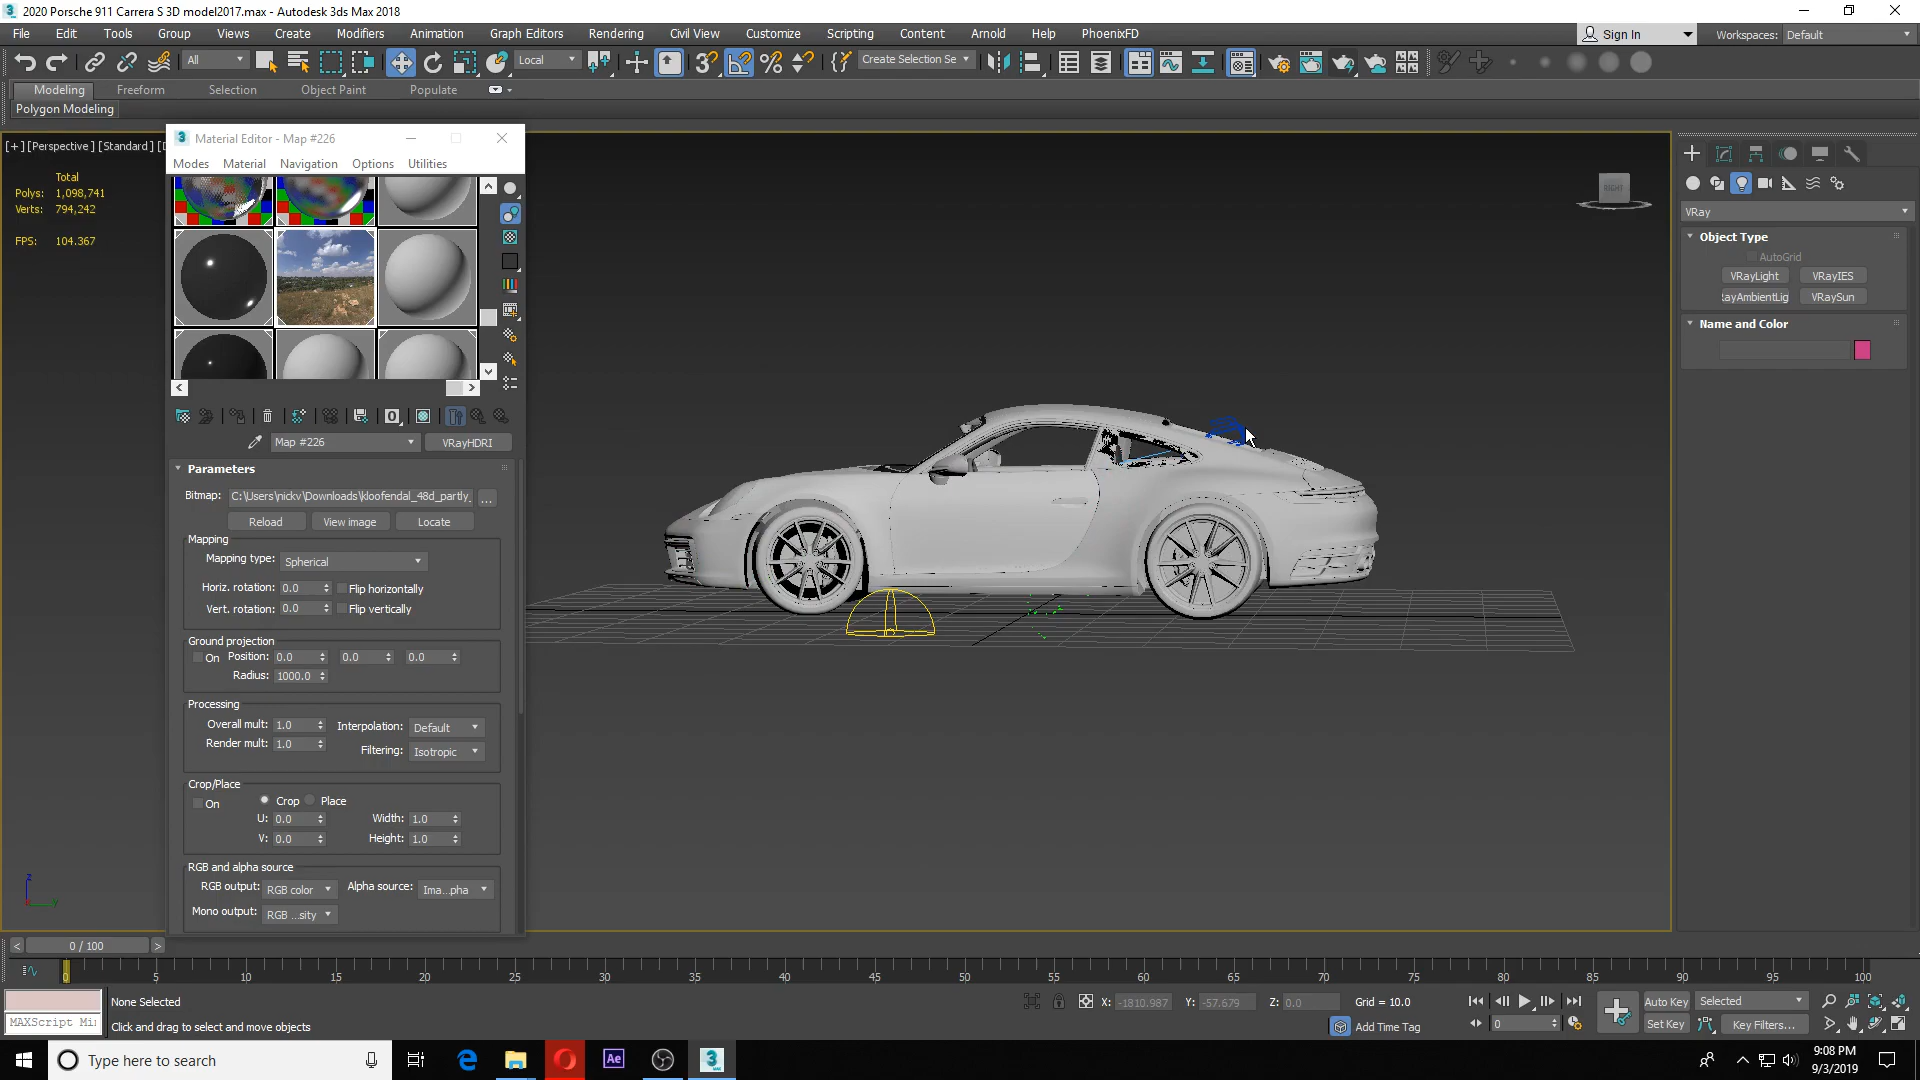 2020 Porsche 911 Carrera S 3D model2017.max - Autodesk 3ds Max 2018
File Edit Tools Group Views Create Modifiers Animation Graph Editors Rendering Civil View Customize Scripting Content Arnold Help PhoenixFD
Sign In
Workspaces: Default
All
Local
Create Selection Se
Modeling Freeform Selection Object Paint Populate
Polygon Modeling
[+] [Perspective] [Standard] [
Total
Polys: 1,098,741
Verts: 794,242
FPS: 104.367
Material Editor - Map #226
Modes Material Navigation Options Utilities
Map #226
VRayHDRI
Parameters
Bitmap: C:\Users\nickv\Downloads\kloofendal_48d_partly_ ...
Reload View image Locate
Mapping
Mapping type: Spherical
Horiz. rotation: 0.0 Flip horizontally
Vert. rotation: 0.0 Flip vertically
Ground projection
On Position: 0.0 0.0 0.0
Radius: 1000.0
Processing
Overall mult: 1.0 Interpolation: Default
Render mult: 1.0 Filtering: Isotropic
Crop/Place
On Crop Place
U: 0.0 Width: 1.0
V: 0.0 Height: 1.0
RGB and alpha source
RGB output: RGB color Alpha source: Ima...pha
Mono output: RGB ...sity
RIGHT
VRay
Object Type
AutoGrid
VRayLight VRayIES
RayAmbientLig VRaySun
Name and Color
z
0 / 100
0 5 10 15 20 25 30 35 40 45 50 55 60 65 70 75 80 85 90 95 100
None Selected
X: -1810.987 Y: -57.679 Z: 0.0 Grid = 10.0
Auto Key Selected
MAXScript Mi
Click and drag to select and move objects
Add Time Tag
0
Set Key Key Filters...
Type here to search
Ae
9:08 PM
9/3/2019